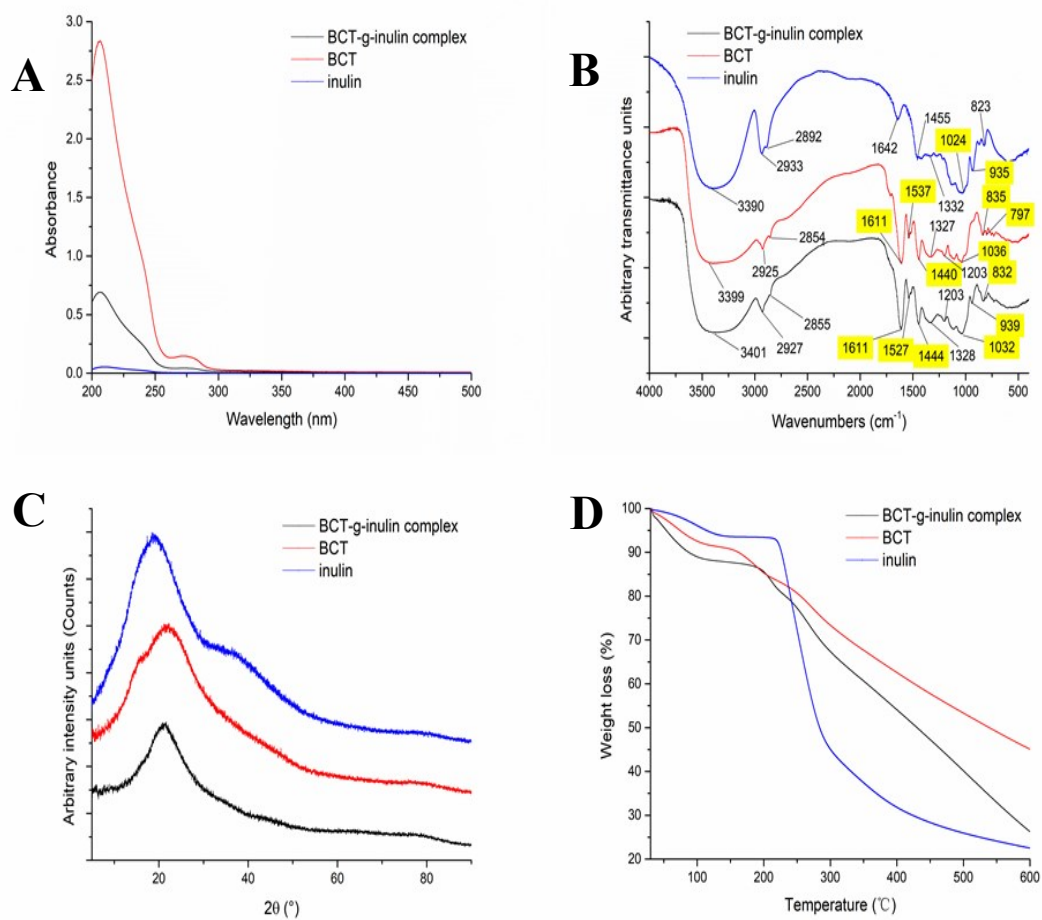 A
BCT-g-inulin complex
BCT
inulin
Absorbance
3.0
2.5
2.0
1.5
1.0
0.5
0.0
200 250 300 350 400 450 500
Wavelength (nm)
B
BCT-g-inulin complex
BCT
inulin
Arbitrary transmittance units
823
1455
2892
1642
1024
2933
935
1537
1332
835
3390
1611
1327
797
2854
2925
1036
3399
1440
1203
832
1203
2855
939
3401
2927
1611
1527
1444
1328
1032
4000 3500 3000 2500 2000 1500 1000 500
Wavenumbers (cm⁻¹)
C
BCT-g-inulin complex
BCT
inulin
Arbitrary intensity units (Counts)
20 40 60 80
2θ (°)
D
BCT-g-inulin complex
BCT
inulin
Weight loss (%)
100
90
80
70
60
50
40
30
20
100 200 300 400 500 600
Temperature (℃)